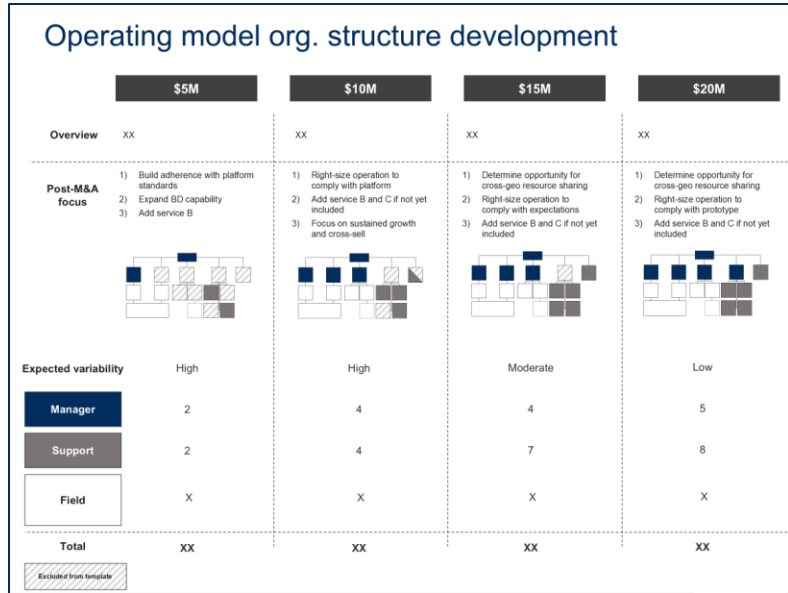 Operating model org. structure development
$5M
$10M
$15M
$20M
Overview
XX
XX
XX
XX
Post-M&A
focus
1) Build adherence with platform
standards
2) Expand BD capability
3) Add service B
1) Right-size operation to
comply with platform
2) Add service B and C if not yet
included
3) Focus on sustained growth
and cross-sell
1) Determine opportunity for
cross-geo resource sharing
2) Right-size operation to
comply with expectations
3) Add service B and C if not yet
included
1) Determine opportunity for
cross-geo resource sharing
2) Right-size operation to
comply with prototype
3) Add service B and C if not yet
included
Expected variability
High
High
Moderate
Low
Manager
2
4
4
5
Support
2
4
7
8
Field
X
X
X
X
Total
XX
XX
XX
XX
Excluded from template